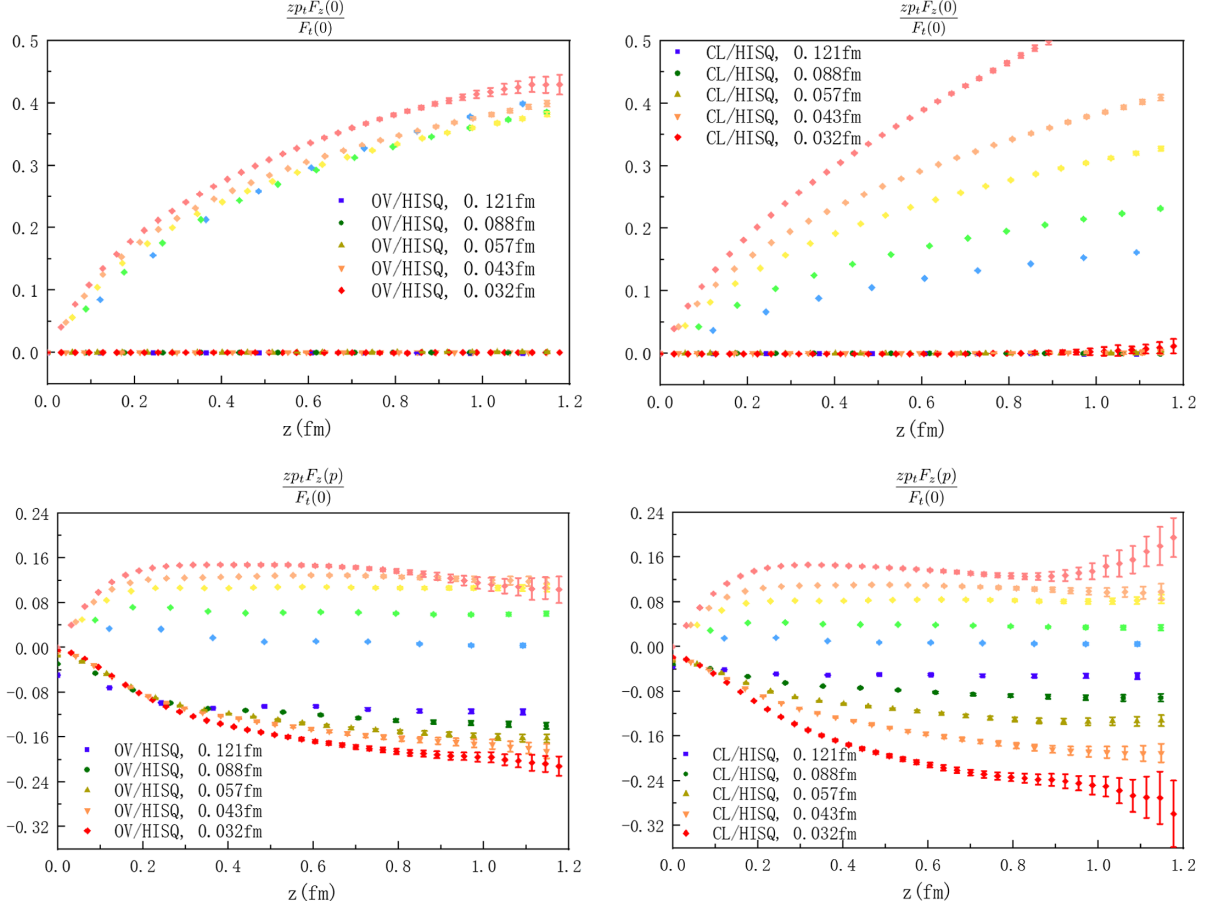 zp_tF_z(0)
F_t(0)
0.5
0.4
0.3
0.2
0.1
0.0
OV/HISQ, 0.121fm
OV/HISQ, 0.088fm
OV/HISQ, 0.057fm
OV/HISQ, 0.043fm
OV/HISQ, 0.032fm
0.0 0.2 0.4 0.6 0.8 1.0 1.2
z(fm)
zp_tF_z(0)
F_t(0)
0.5
0.4
0.3
0.2
0.1
0.0
CL/HISQ, 0.121fm
CL/HISQ, 0.088fm
CL/HISQ, 0.057fm
CL/HISQ, 0.043fm
CL/HISQ, 0.032fm
0.0 0.2 0.4 0.6 0.8 1.0 1.2
z(fm)
zp_tF_z(p)
F_t(0)
0.24
0.16
0.08
0.00
-0.08
-0.16
-0.24
-0.32
OV/HISQ, 0.121fm
OV/HISQ, 0.088fm
OV/HISQ, 0.057fm
OV/HISQ, 0.043fm
OV/HISQ, 0.032fm
0.0 0.2 0.4 0.6 0.8 1.0 1.2
z(fm)
zp_tF_z(p)
F_t(0)
0.24
0.16
0.08
0.00
-0.08
-0.16
-0.24
-0.32
CL/HISQ, 0.121fm
CL/HISQ, 0.088fm
CL/HISQ, 0.057fm
CL/HISQ, 0.043fm
CL/HISQ, 0.032fm
0.0 0.2 0.4 0.6 0.8 1.0 1.2
z(fm)